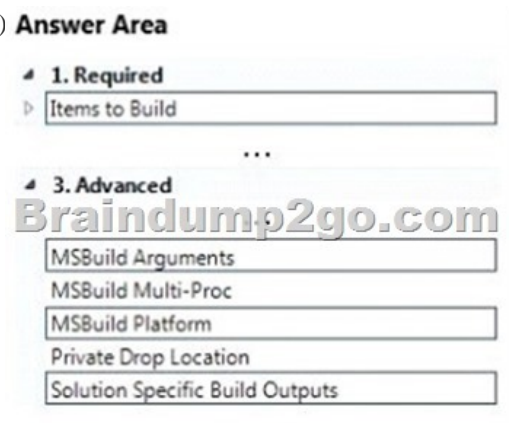 ) Answer Area
1. Required
Items to Build
...
3. Advanced
...
Braindump2go.com
MSBuild Arguments
MSBuild Multi-Proc
MSBuild Platform
Private Drop Location
Solution Specific Build Outputs